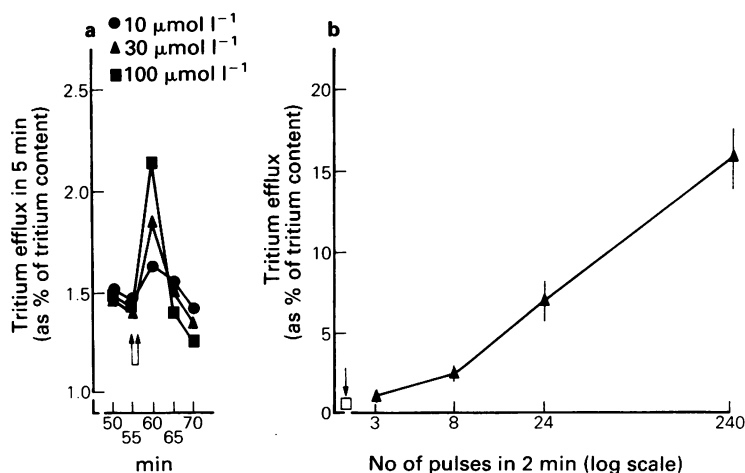 a
● 10 µmol l⁻¹
▲ 30 µmol l⁻¹
■ 100 µmol l⁻¹
Tritium efflux in 5 min
(as % of tritium content)
2.5
2.0
1.5
1.0
50
55
60
65
70
min
b
Tritium efflux
(as % of tritium content)
20
15
10
5
0
3
8
24
240
No of pulses in 2 min (log scale)